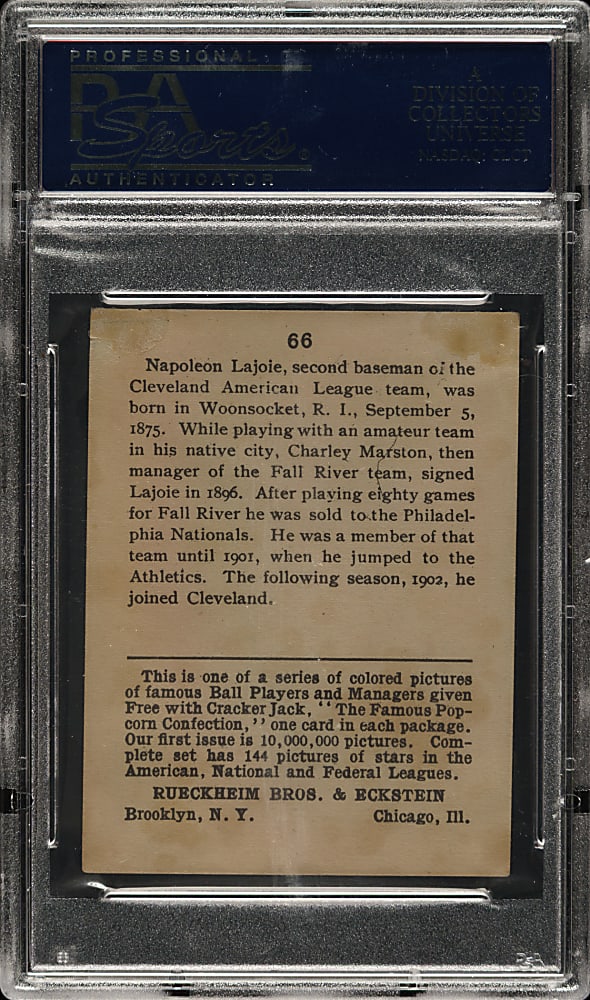 PROFESSIONAL
PSA
Sports
AUTHENTICATOR
A
DIVISION OF
COLLECTORS
UNIVERSE
NASDAQ: CLCT
66
Napoleon Lajoie, second baseman of the
Cleveland American League team, was
born in Woonsocket, R. I., September 5,
1875. While playing with an amateur team
in his native city, Charley Marston, then
manager of the Fall River team, signed
Lajoie in 1896. After playing eighty games
for Fall River he was sold to the Philadel-
phia Nationals. He was a member of that
team until 1901, when he jumped to the
Athletics. The following season, 1902, he
joined Cleveland.
This is one of a series of colored pictures
of famous Ball Players and Managers given
Free with Cracker Jack, "The Famous Pop-
corn Confection," one card in each package.
Our first issue is 10,000,000 pictures. Com-
plete set has 144 pictures of stars in the
American, National and Federal Leagues.
RUECKHEIM BROS. & ECKSTEIN
Brooklyn, N. Y. Chicago, Ill.
PSA